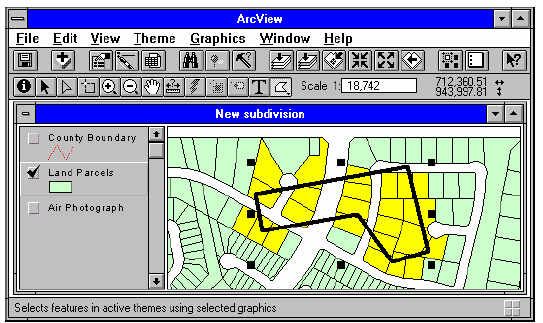 ArcView
File Edit View Theme Graphics Window Help
T Scale 1: 18,742 712,360.51
943,997.81
New subdivision
County Boundary
Land Parcels
Air Photograph
Selects features in active themes using selected graphics